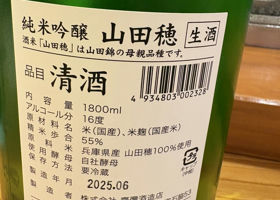 純米吟醸 山田穂 生酒
酒米「山田穂」は山田錦の母親品種です。
品目 清酒
4 934803 002328
内容量 1800ml
アルコール分 16度
原材料名 米(国産)、米麹(国産米)
精米歩合 55%
原料米 兵庫県産 山田穂100%使用
使用酵母 自社酵母
保存方法 要冷蔵
製造年月 2025.06
製造者